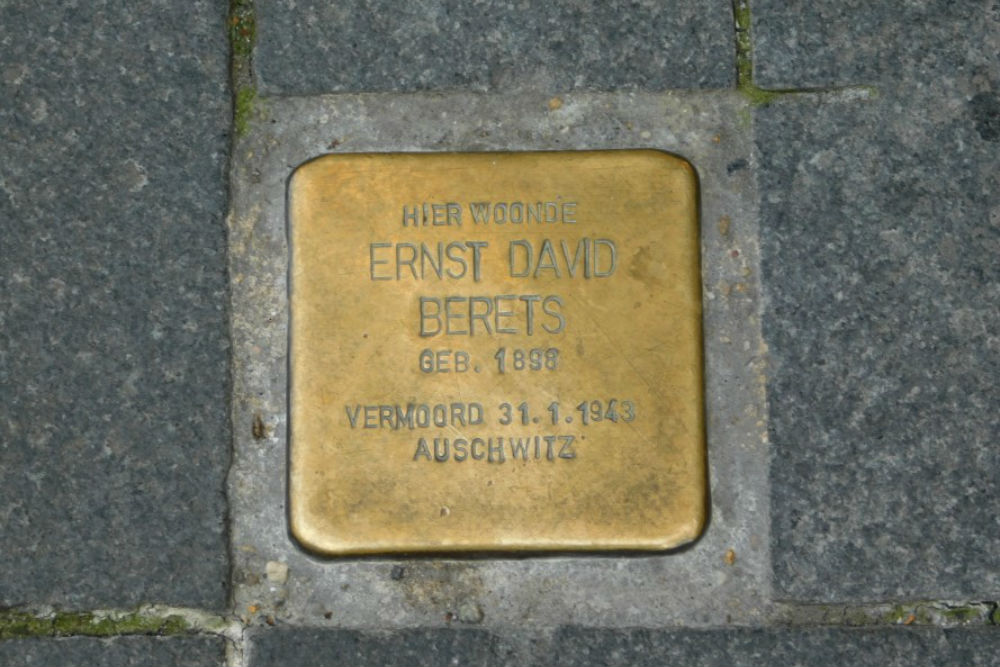 HIER WOONDE
ERNST DAVID
BERETS
GEB. 1898
VERMOORD 31.1.1943
AUSCHWITZ